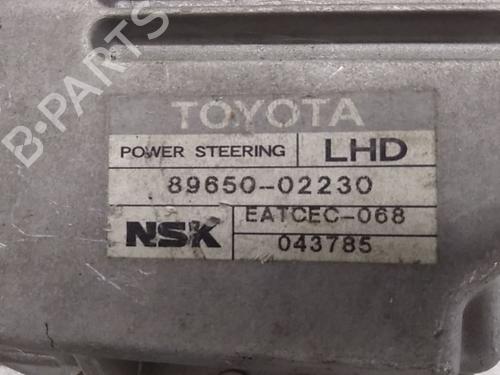 B-PARTS
TOYOTA
POWER STEERING LHD
89650-02230
NSK EATCEC-068
043785